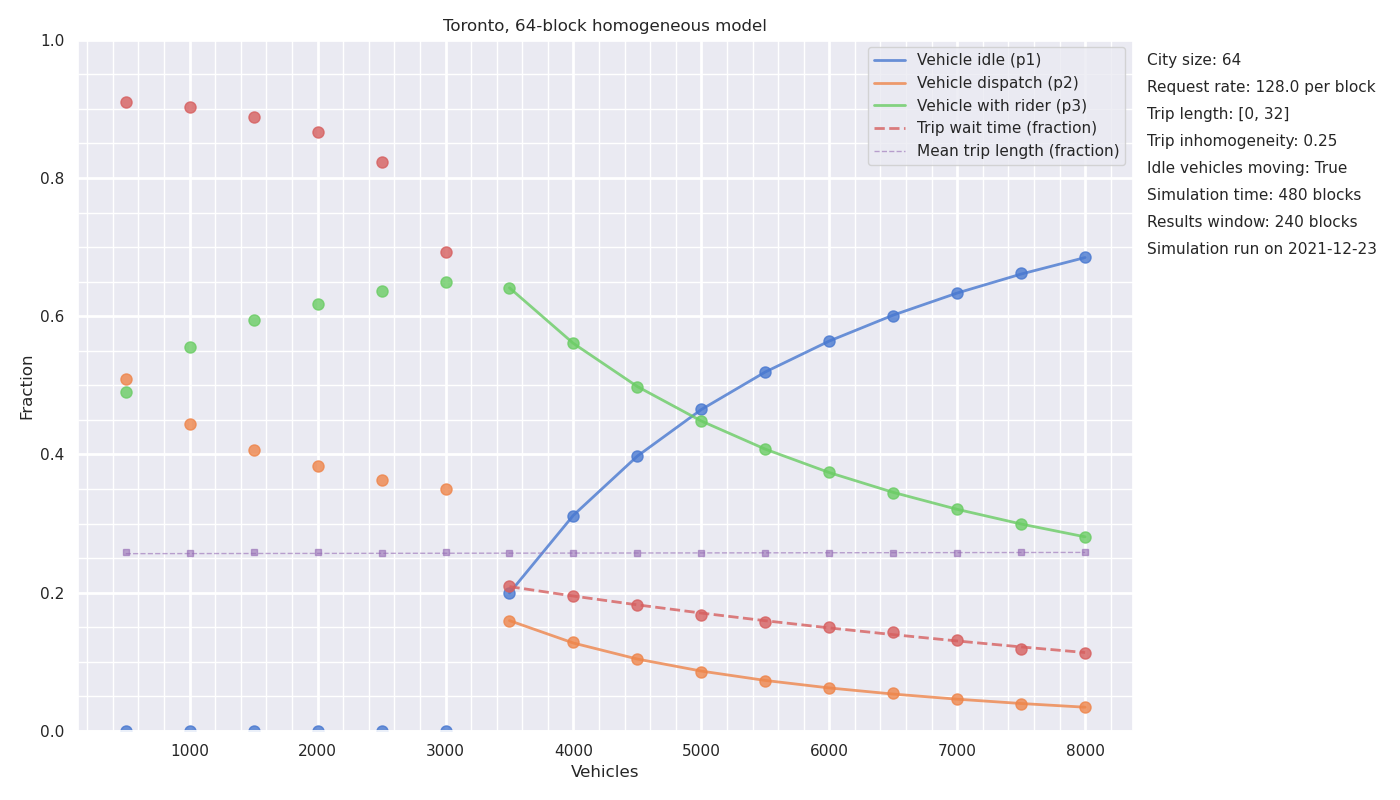 Toronto, 64-block homogeneous model
1.0
0.8
0.6
0.4
0.2
0.0
Fraction
1000
2000
3000
4000
5000
6000
7000
8000
Vehicles
Vehicle idle (p1)
Vehicle dispatch (p2)
Vehicle with rider (p3)
Trip wait time (fraction)
Mean trip length (fraction)
City size: 64
Request rate: 128.0 per block
Trip length: [0, 32]
Trip inhomogeneity: 0.25
Idle vehicles moving: True
Simulation time: 480 blocks
Results window: 240 blocks
Simulation run on 2021-12-23